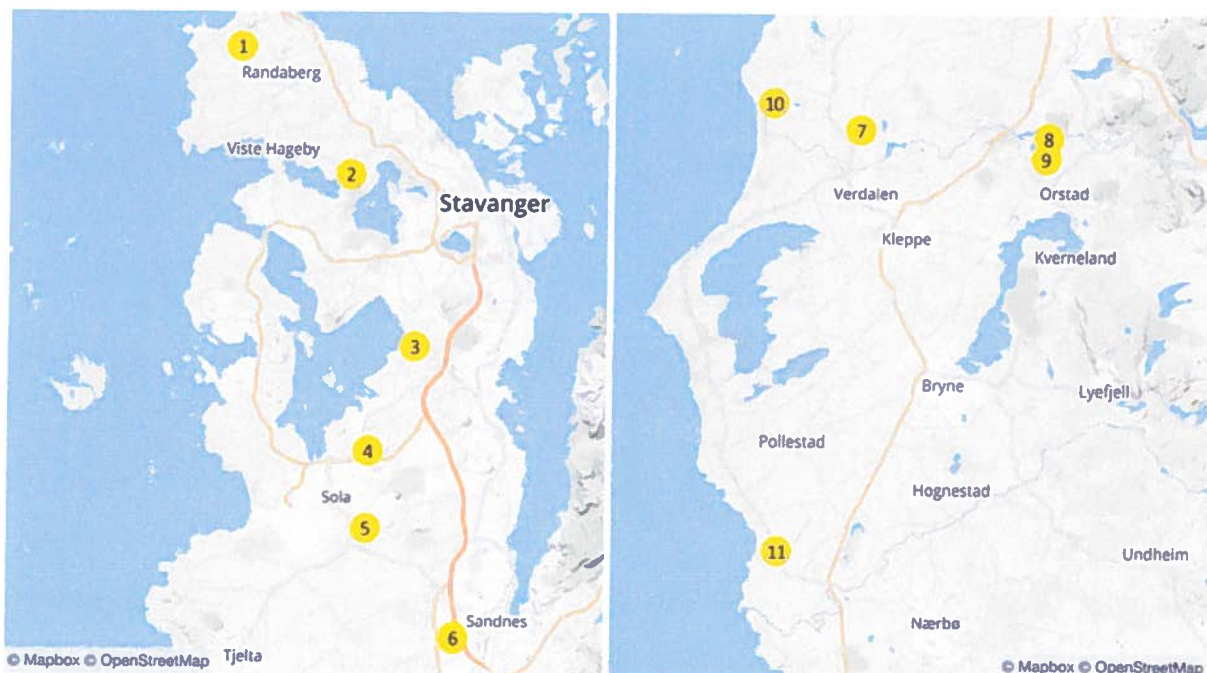 1
Randaberg
Viste Hageby
2
Stavanger
3
4
Sola
5
Sandnes
6
Tjelta
© Mapbox © OpenStreetMap
10
7
8
9
Verdalen
Orstad
Kleppe
Kverneland
Bryne
Lyefjell
Pollestad
Hognestad
11
Undheim
Nærbø
© Mapbox © OpenStreetMap